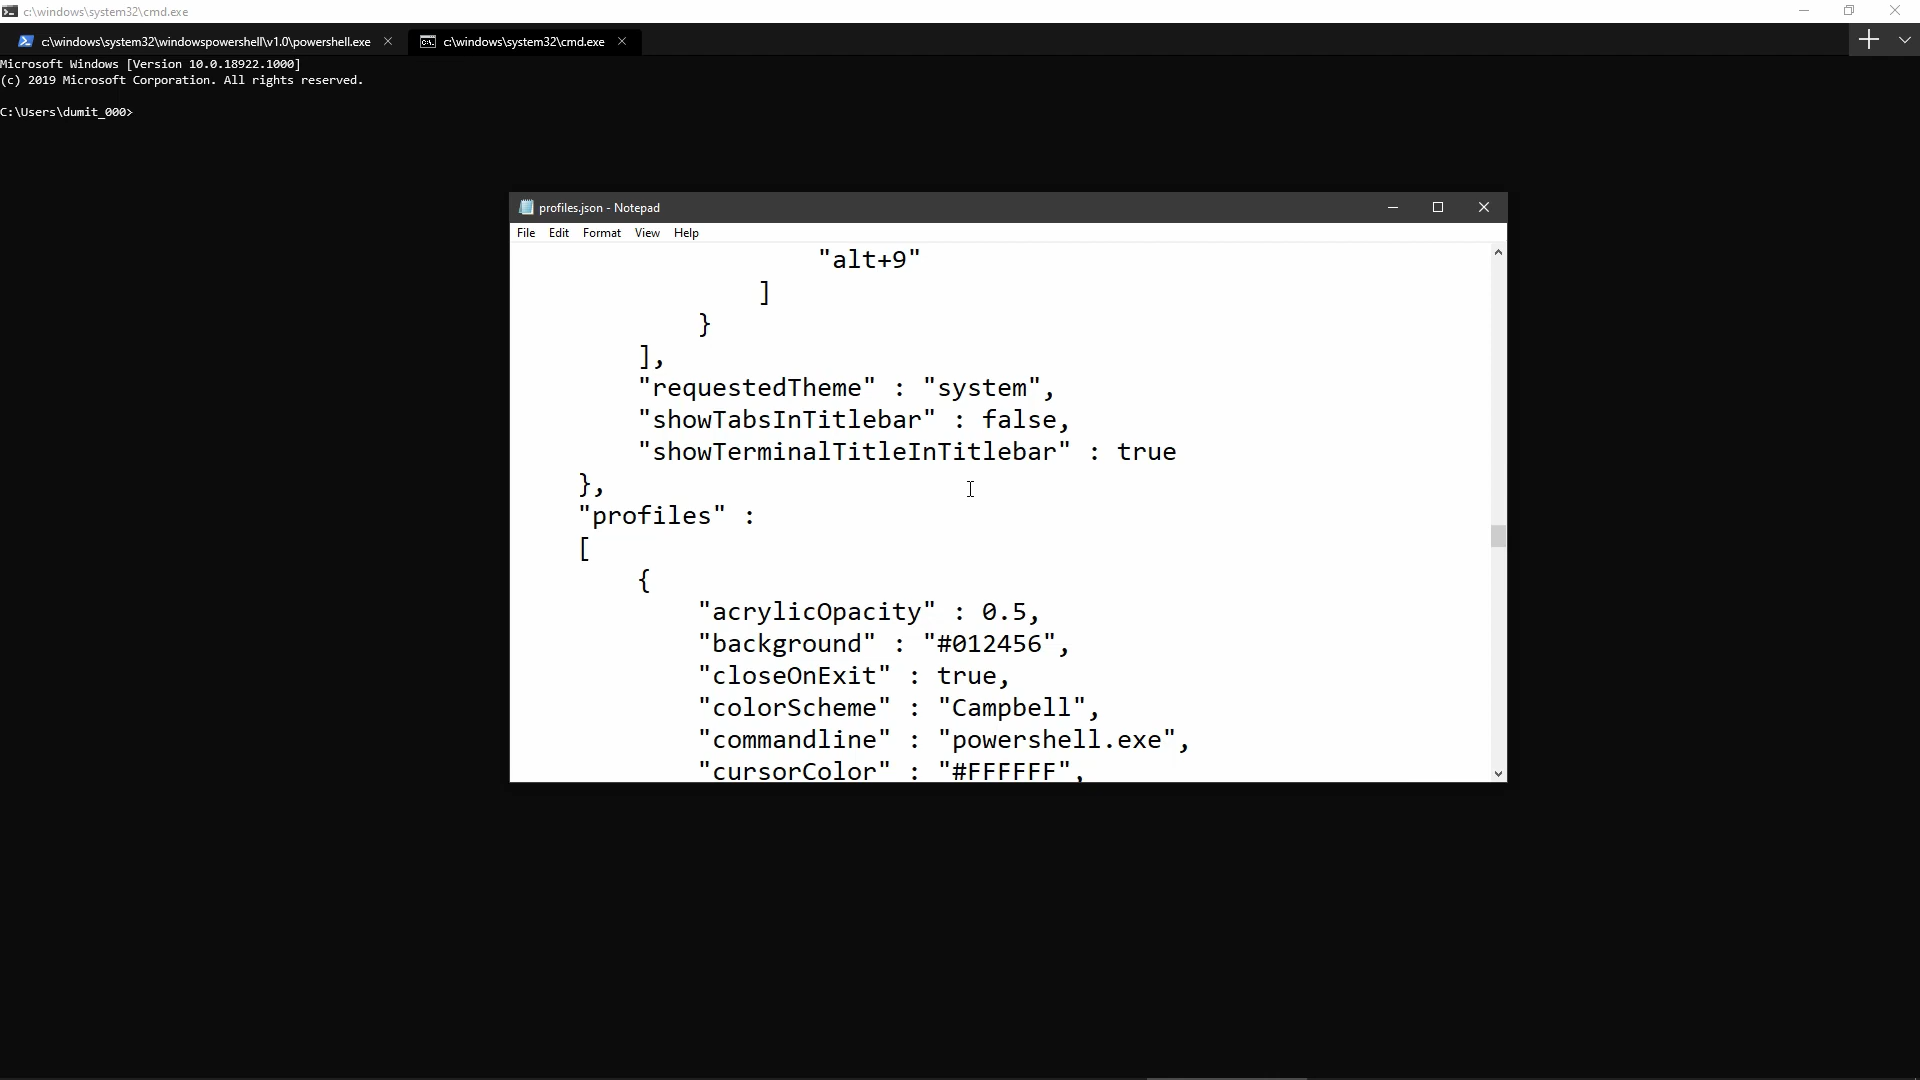 c:\windows\system32\cmd.exe
c:\windows\system32\windowspowershell\v1.0\powershell.exe
c:\windows\system32\cmd.exe
Microsoft Windows [Version 10.0.18922.1000]
(c) 2019 Microsoft Corporation. All rights reserved.
C:\Users\dumit_000>
profiles.json - Notepad
File Edit Format View Help
"alt+9"
]
}
],
"requestedTheme" : "system",
"showTabsInTitlebar" : false,
"showTerminalTitleInTitlebar" : true
},
"profiles" :
[
{
"acrylicOpacity" : 0.5,
"background" : "#012456",
"closeOnExit" : true,
"colorScheme" : "Campbell",
"commandline" : "powershell.exe",
"cursorColor" : "#FFFFFF",